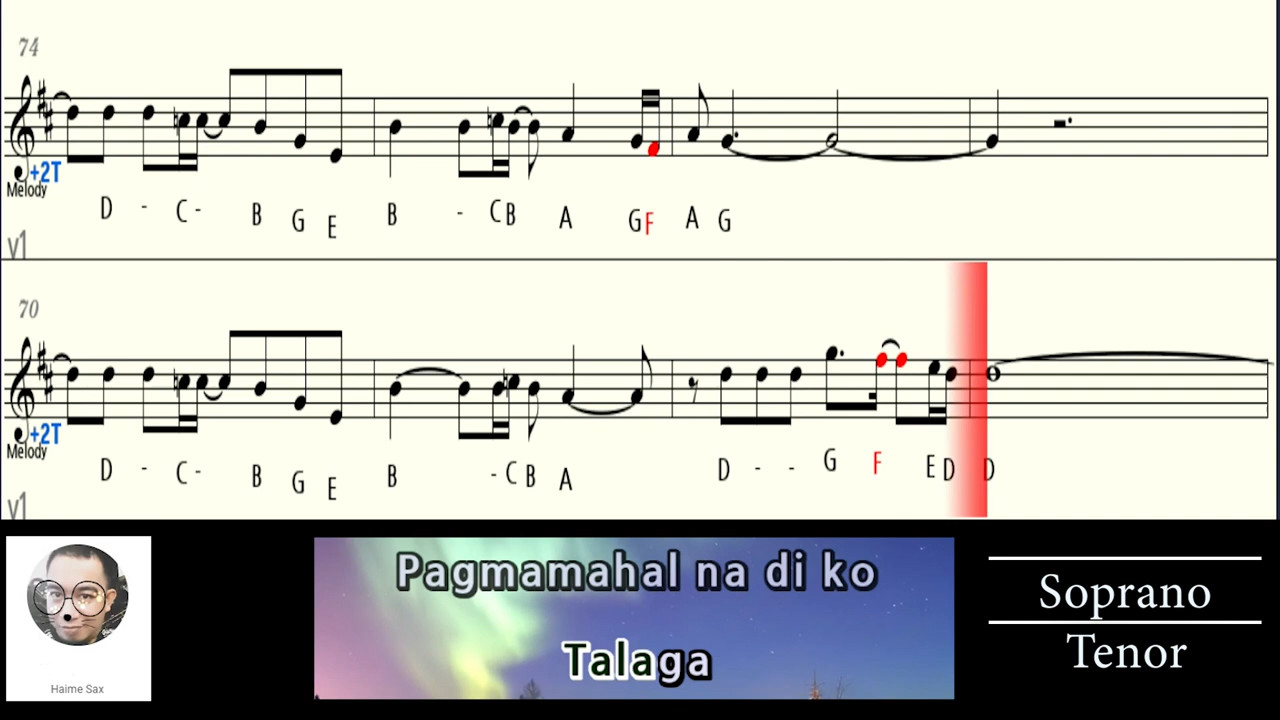 74
+2T
Melody
D - C - B G E B - C B A G F A G
v1
70
+2T
Melody
D - C - B G E B - C B A D - - G F E D D
v1
Haime Sax
Pagmamahal na di ko
Talaga
Soprano
Tenor